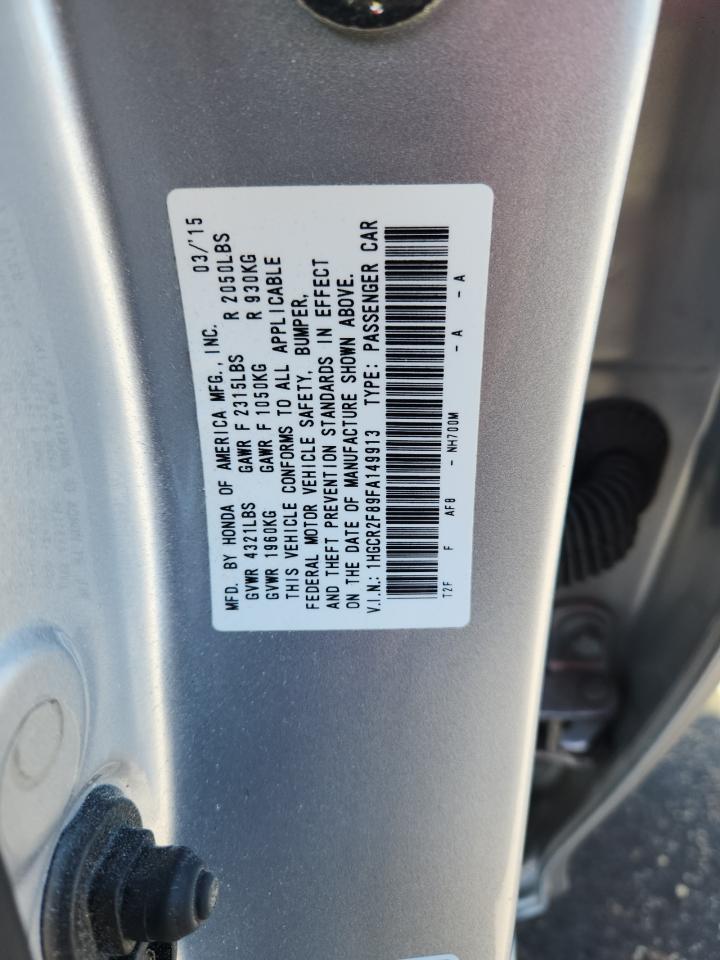 MFD. BY HONDA OF AMERICA MFG., INC. 03/'15
GVWR 4321LBS GAWR F 2315LBS R 2050LBS
GVWR 1960KG GAWR F 1050KG R 930KG
THIS VEHICLE CONFORMS TO ALL APPLICABLE
FEDERAL MOTOR VEHICLE SAFETY, BUMPER,
AND THEFT PREVENTION STANDARDS IN EFFECT
ON THE DATE OF MANUFACTURE SHOWN ABOVE.
V.I.N.: 1HGCR2F89FA149913 TYPE: PASSENGER CAR
T2F F AF8 - NH700M - A - A